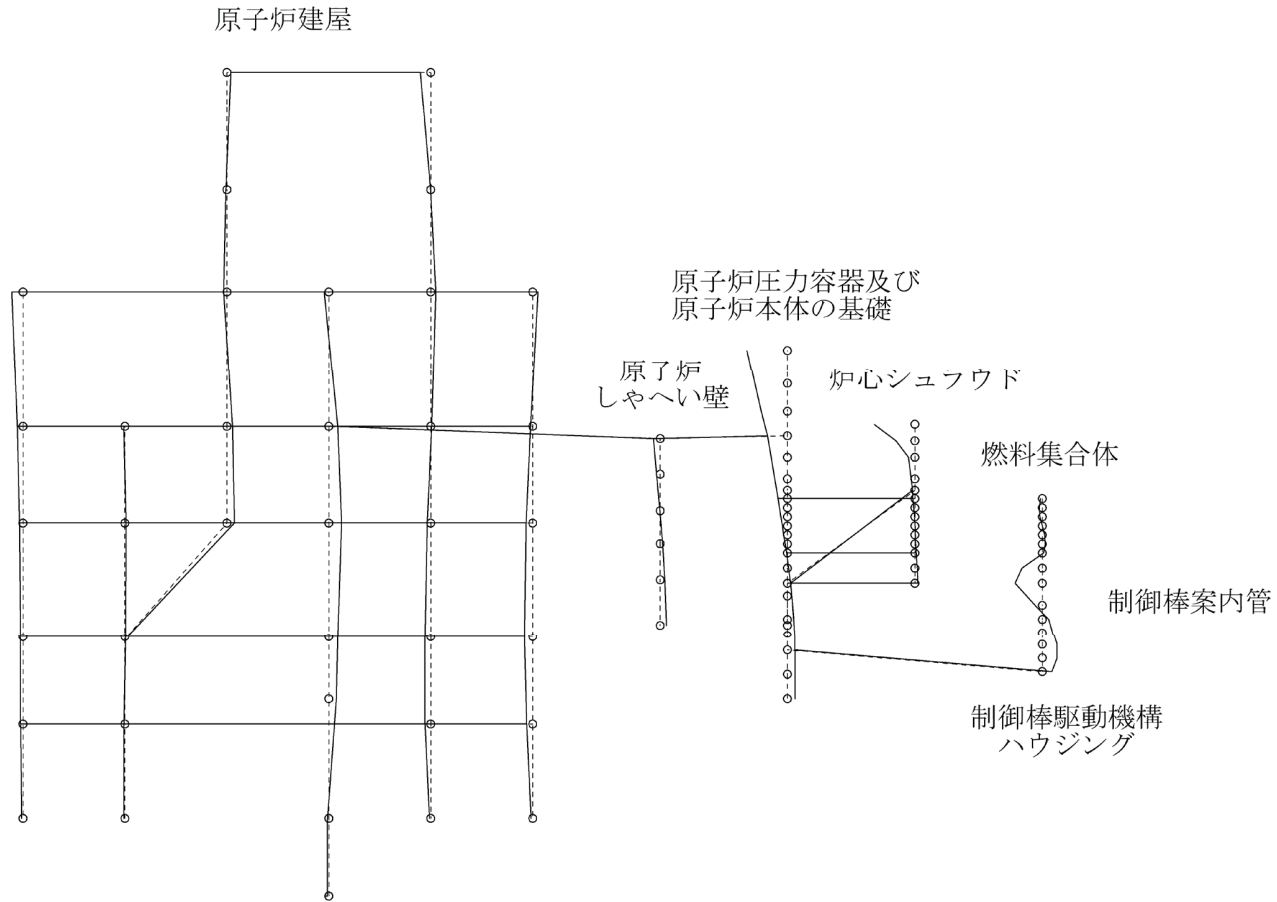 原子炉建屋
原子炉圧力容器及び
原子炉本体の基礎
原子炉
しゃへい壁
炉心シュラウド
燃料集合体
制御棒案内管
制御棒駆動機構
ハウジング